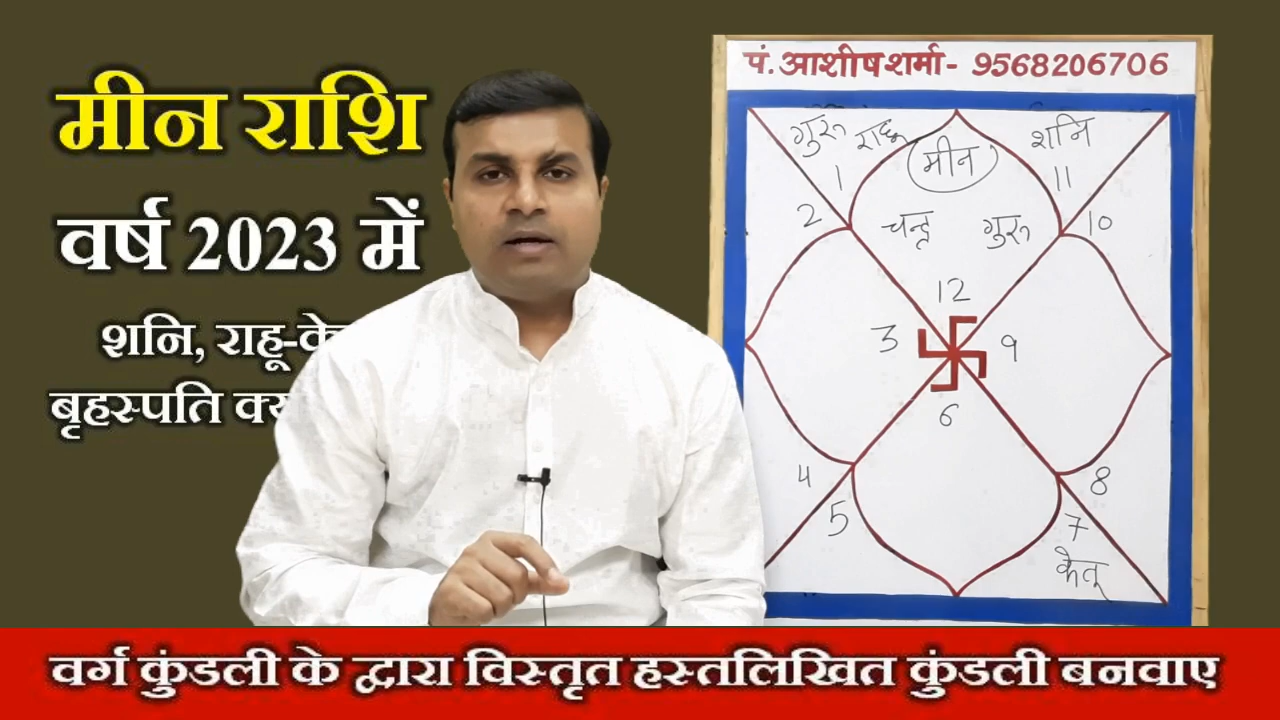 मीन राशि
वर्ष 2023 में
शनि, राहू-के
बृहस्पति क्य
पं. आशीष शर्मा - 9568206706
गुरू राहू मीन शनि
1 11
2 10
चन्द्र गुरू
12
3 9
6
4 8
5 7
केतू
वर्ग कुंडली के द्वारा विस्तृत हस्तलिखित कुंडली बनवाए